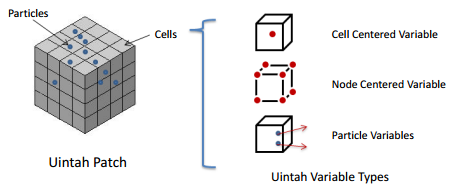 Particles
Cells
Uintah Patch
Cell Centered Variable
Node Centered Variable
Particle Variables
Uintah Variable Types